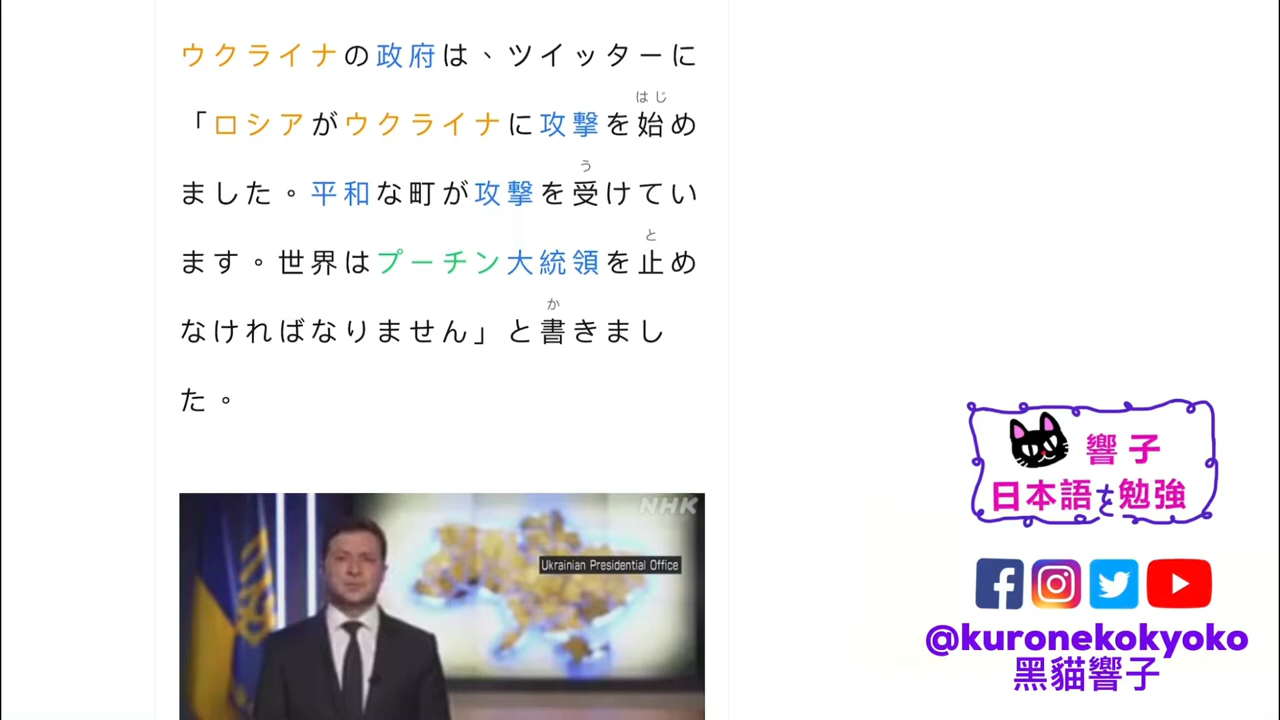 ウクライナの政府は、ツイッターに
はじ
「ロシアがウクライナに攻撃を始め
う
ました。平和な町が攻撃を受けてい
と
ます。世界はプーチン大統領を止め
か
なければなりません」と書きまし
た。
NHK
Ukrainian Presidential Office
響子
日本語を勉強
@kuronekokyoko
黑貓響子